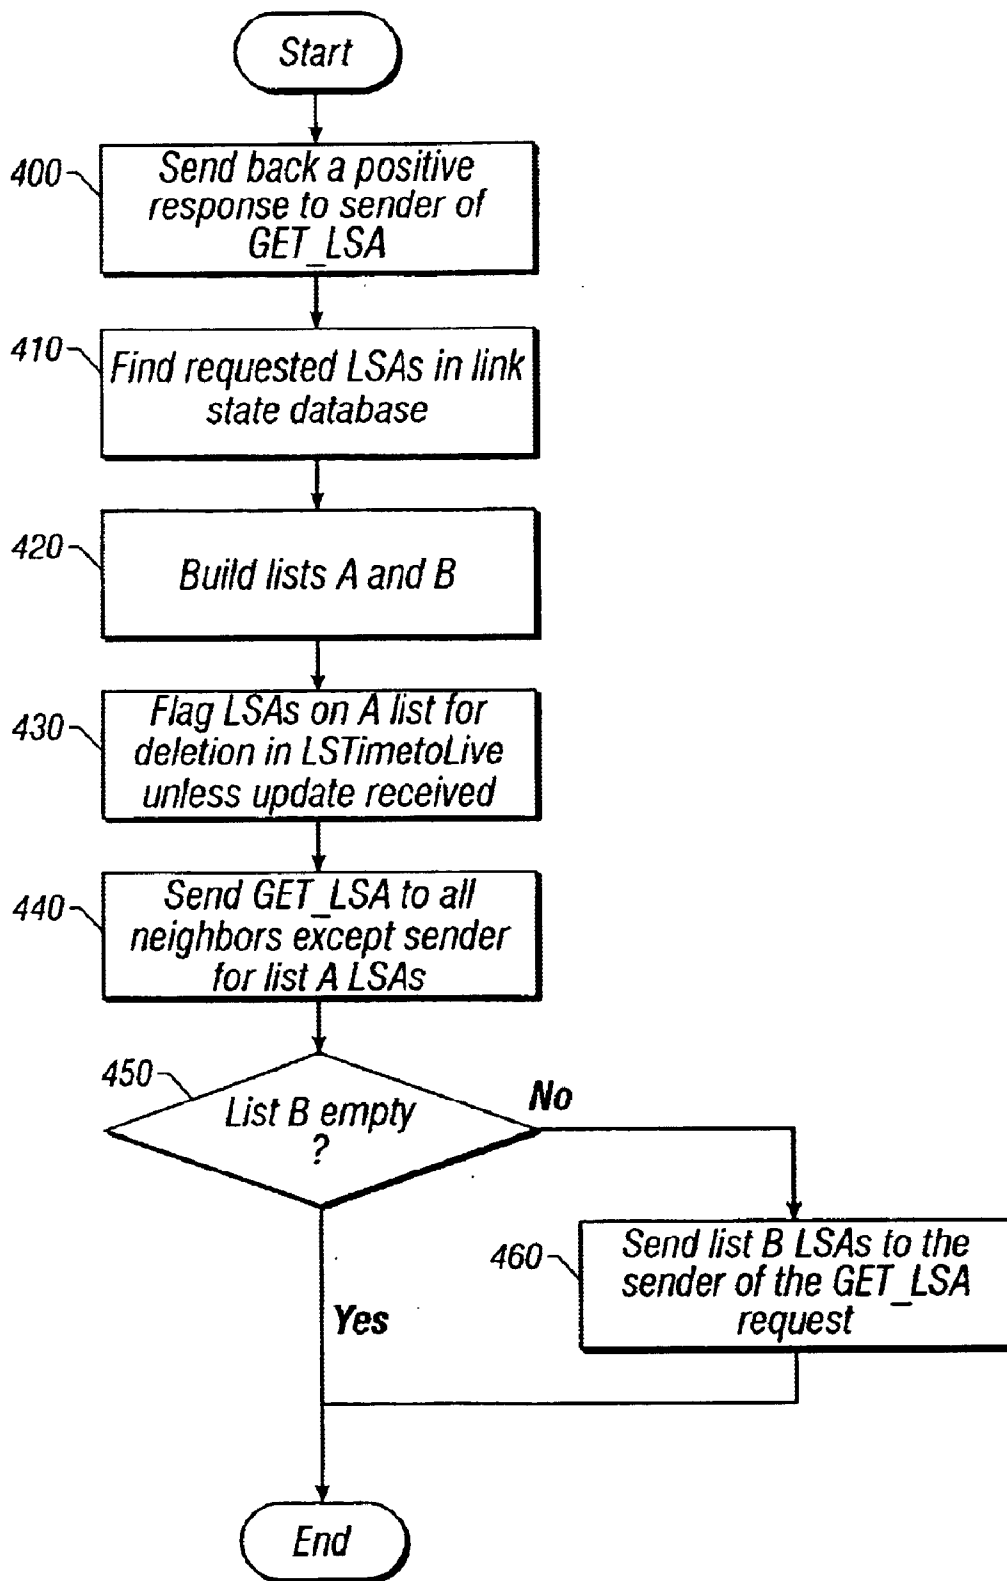 Start
400
Send back a positive
response to sender of
GET_LSA
410
Find requested LSAs in link
state database
420
Build lists A and B
430
Flag LSAs on A list for
deletion in LSTimetoLive
unless update received
440
Send GET_LSA to all
neighbors except sender
for list A LSAs
450
List B empty
?
No
460
Send list B LSAs to the
sender of the GET_LSA
request
Yes
End